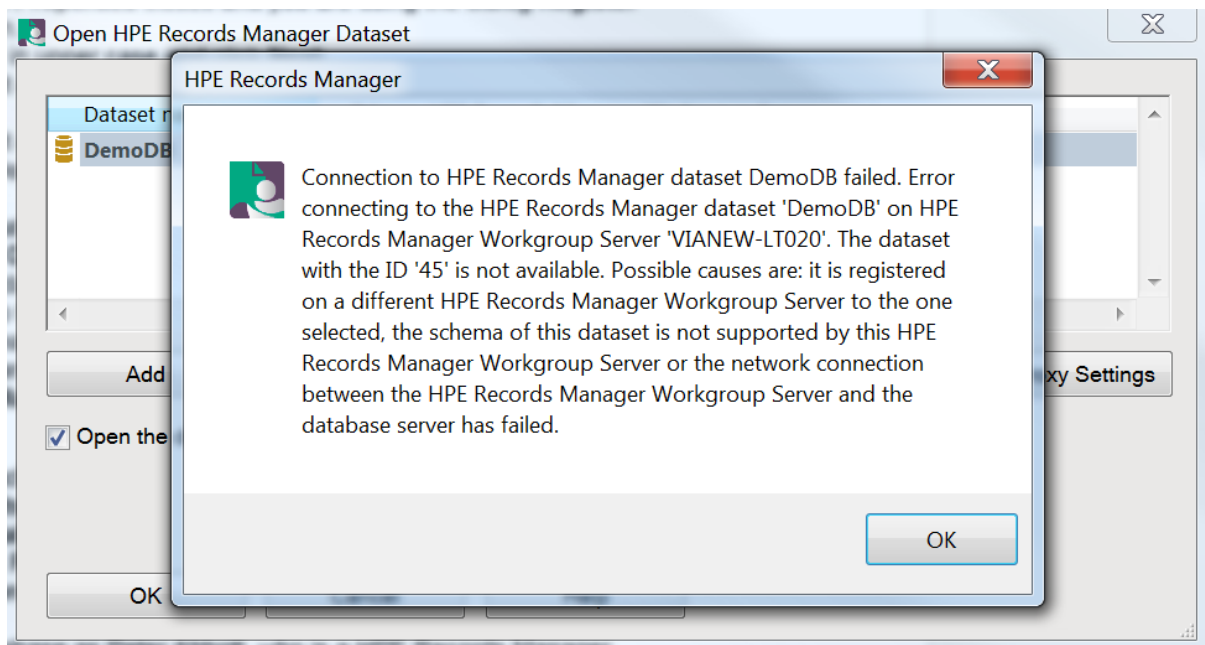 Open HPE Records Manager Dataset
HPE Records Manager
Dataset
DemoDB
Connection to HPE Records Manager dataset DemoDB failed. Error
connecting to the HPE Records Manager dataset 'DemoDB' on HPE
Records Manager Workgroup Server 'VIANEW-LT020'. The dataset
with the ID '45' is not available. Possible causes are: it is registered
on a different HPE Records Manager Workgroup Server to the one
selected, the schema of this dataset is not supported by this HPE
Records Manager Workgroup Server or the network connection
between the HPE Records Manager Workgroup Server and the
database server has failed.
Add
xy Settings
Open the
OK
OK